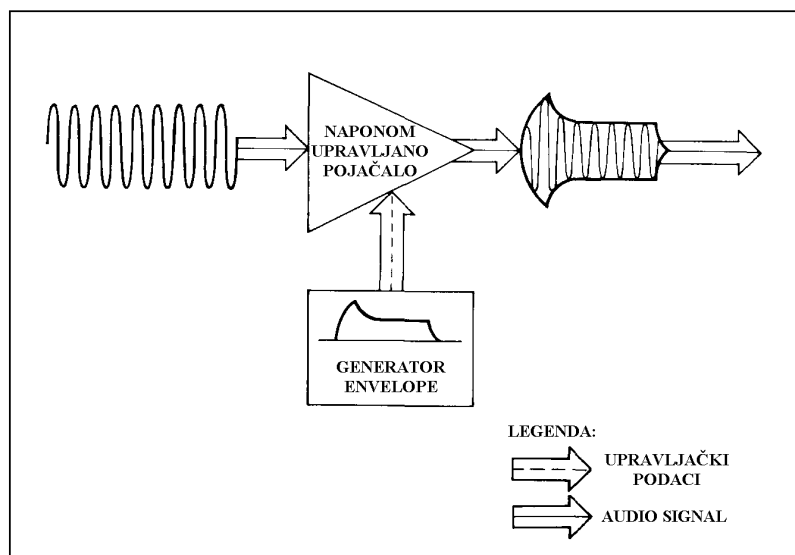 NAPONOM
UPRAVLJANO
POJAČALO
GENERATOR
ENVELOPE
LEGENDA:
UPRAVLJAČKI
PODACI
AUDIO SIGNAL